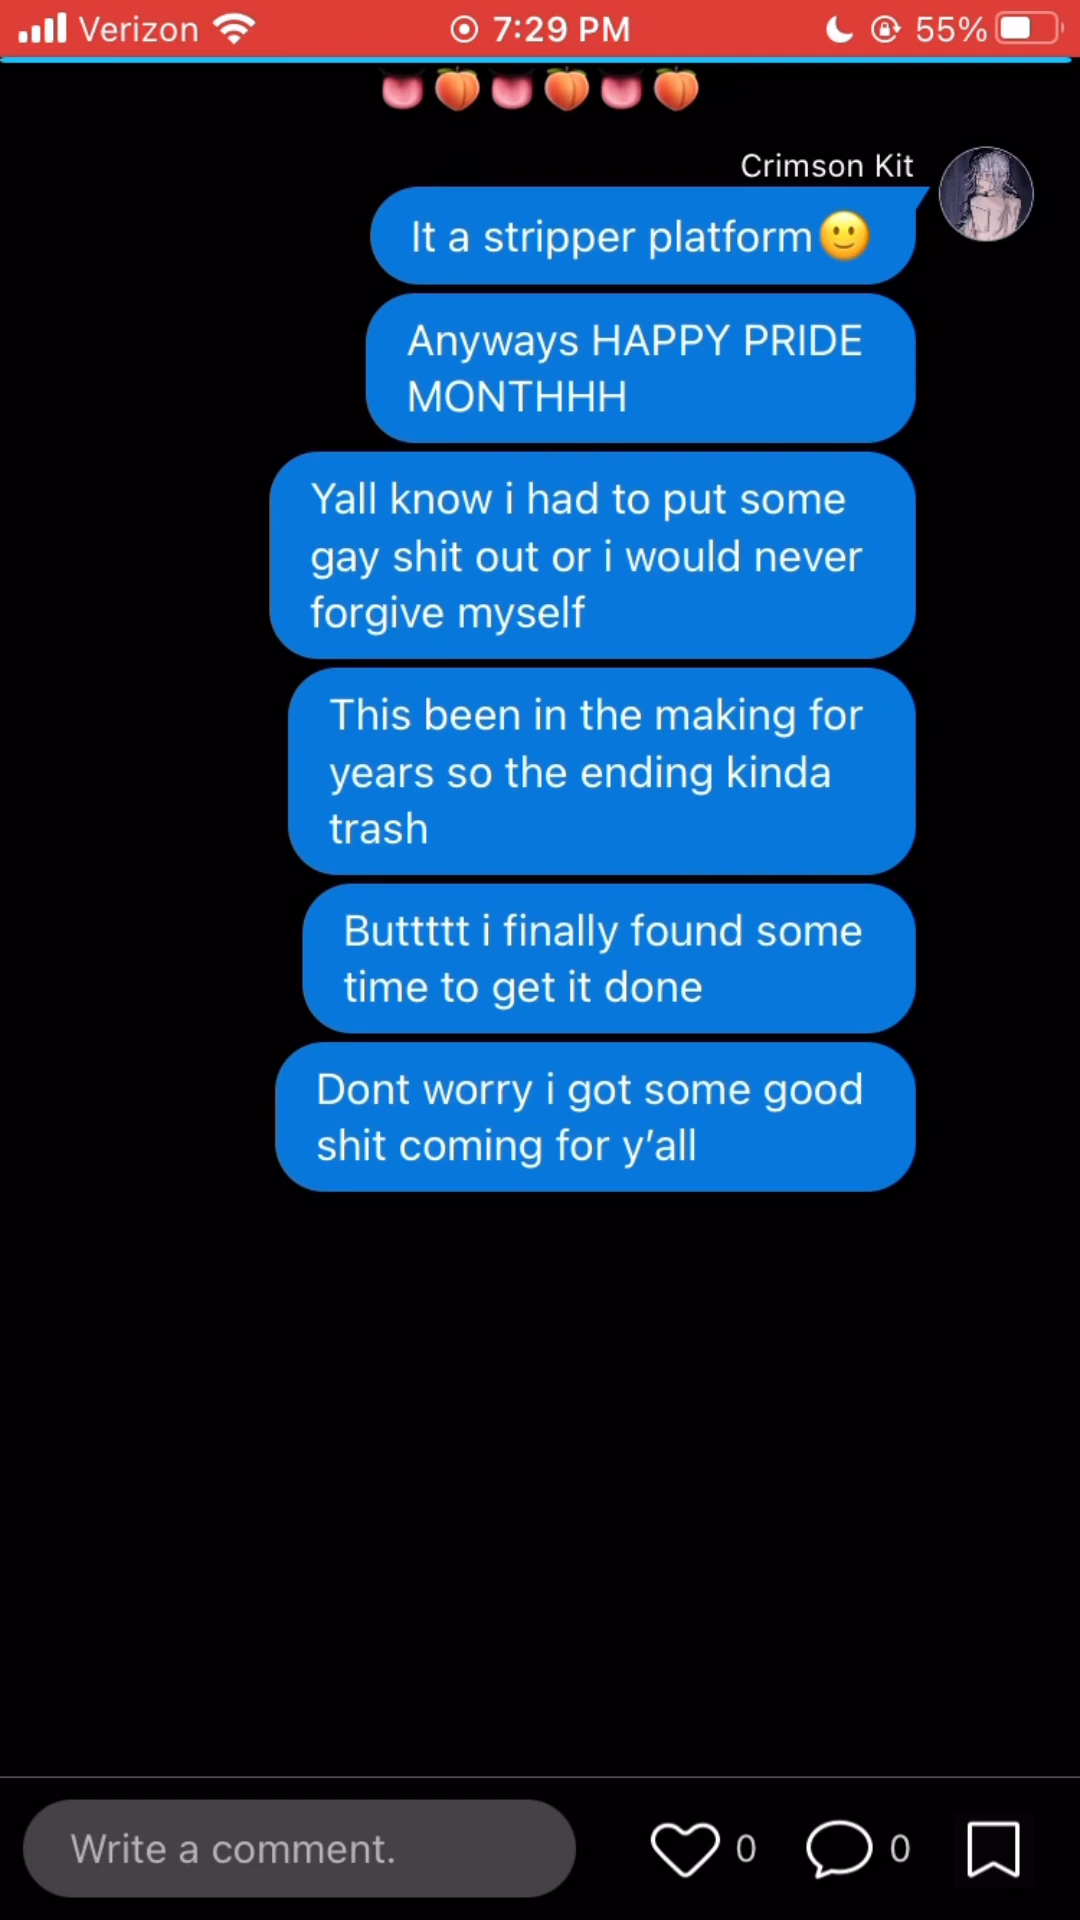 Verizon 7:29 PM 55%
👅🍑👅🍑👅🍑
Crimson Kit
It a stripper platform🙂
Anyways HAPPY PRIDE
MONTHHH
Yall know i had to put some
gay shit out or i would never
forgive myself
This been in the making for
years so the ending kinda
trash
Buttttt i finally found some
time to get it done
Dont worry i got some good
shit coming for y’all
Write a comment. 0 0